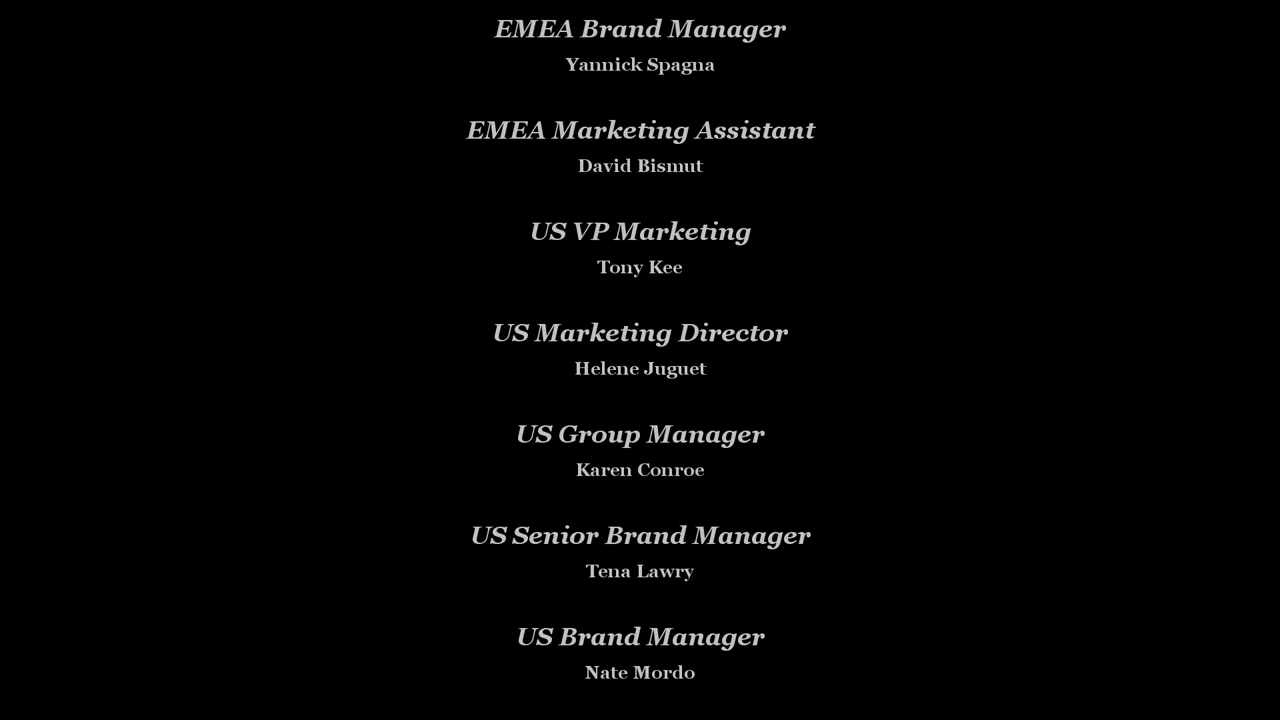 EMEA Brand Manager
Yannick Spagna
EMEA Marketing Assistant
David Bismut
US VP Marketing
Tony Kee
US Marketing Director
Helene Juguet
US Group Manager
Karen Conroe
US Senior Brand Manager
Tena Lawry
US Brand Manager
Nate Mordo